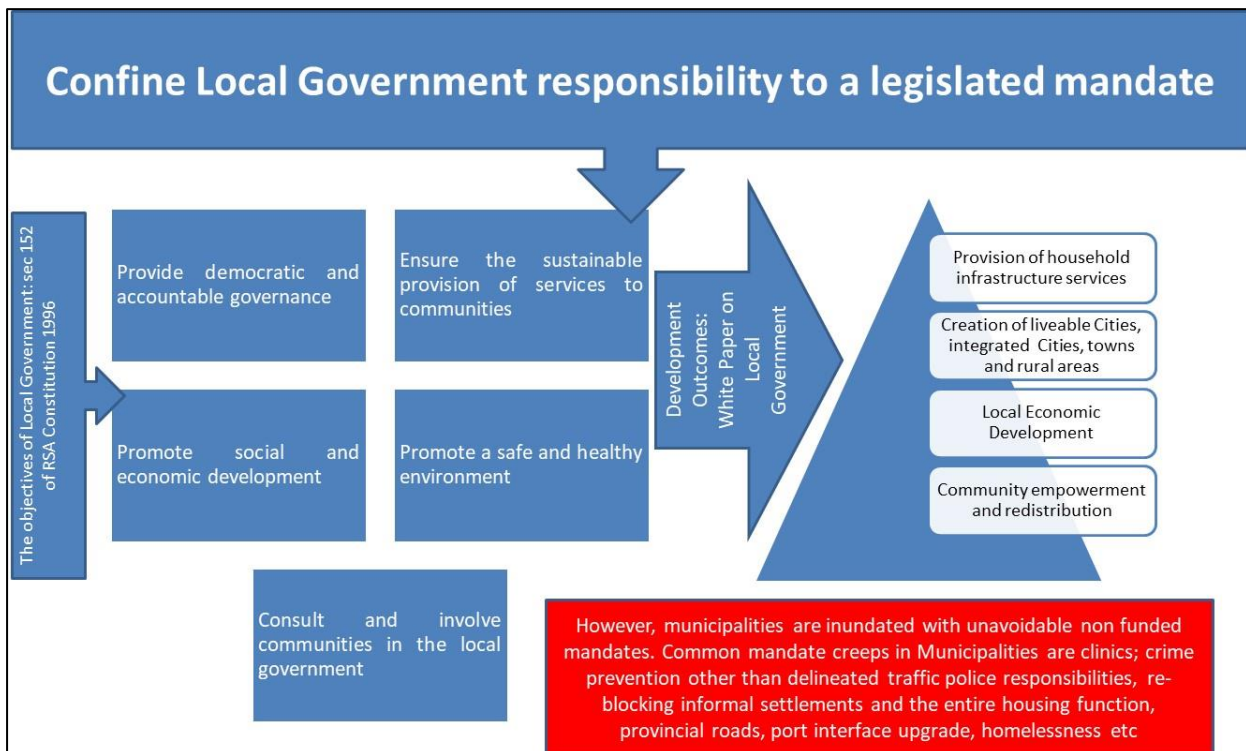 Confine Local Government responsibility to a legislated mandate
The objectives of Local Government: sec 152
of RSA Constitution 1996
Provide democratic and
accountable governance
Ensure the sustainable
provision of services to
communities
Promote social and
economic development
Promote a safe and healthy
environment
Consult and involve
communities in the local
government
Development
Outcomes:
White Paper on
Local
Government
Provision of household
infrastructure services
Creation of liveable Cities,
integrated Cities, towns
and rural areas
Local Economic
Development
Community empowerment
and redistribution
However, municipalities are inundated with unavoidable non funded
mandates. Common mandate creeps in Municipalities are clinics; crime
prevention other than delineated traffic police responsibilities, re-
blocking informal settlements and the entire housing function,
provincial roads, port interface upgrade, homelessness etc